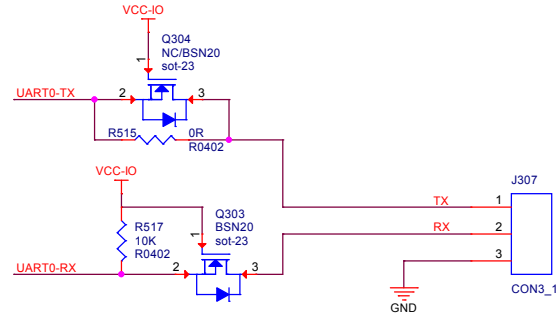 VCC-IO
Q304
NC/BSN20
sot-23
1
UART0-TX
2
3
R515
0R
R0402
VCC-IO
R517
10K
R0402
Q303
BSN20
sot-23
1
UART0-RX
2
3
J307
TX
1
RX
2
3
GND
CON3_1